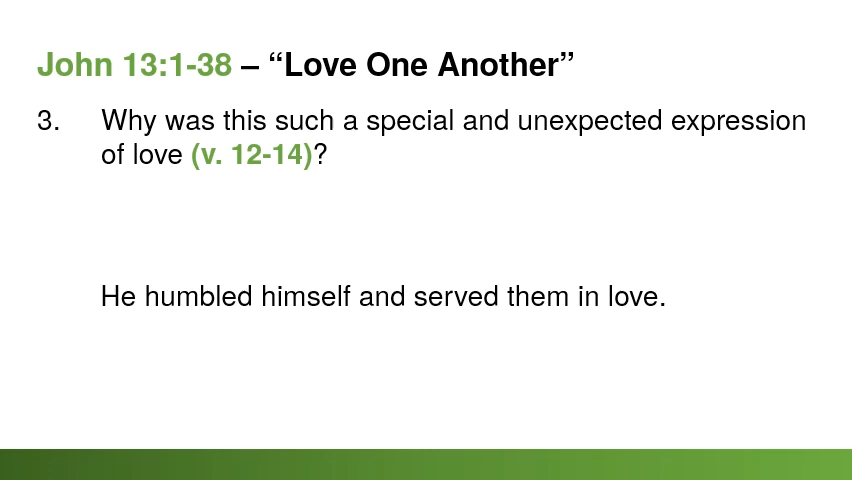 John 13:1-38 – “Love One Another”
3. Why was this such a special and unexpected expression
of love (v. 12-14)?
He humbled himself and served them in love.